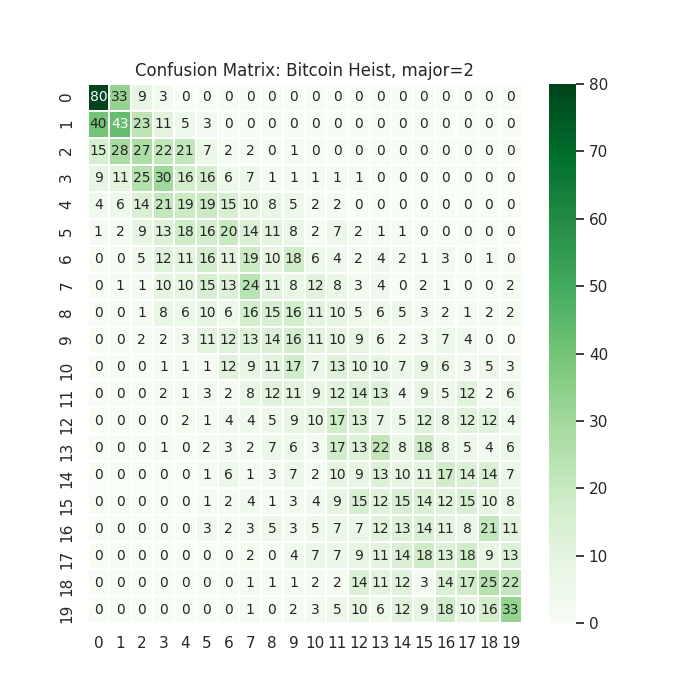 Confusion Matrix: Bitcoin Heist, major=2
0 80 33 9 3 0 0 0 0 0 0 0 0 0 0 0 0 0 0 0 0
1 40 43 23 11 5 3 0 0 0 0 0 0 0 0 0 0 0 0 0 0
2 15 28 27 22 21 7 2 2 0 1 0 0 0 0 0 0 0 0 0 0
3 9 11 25 30 16 16 6 7 1 1 1 1 1 0 0 0 0 0 0 0
4 4 6 14 21 19 19 15 10 8 5 2 2 0 0 0 0 0 0 0 0
5 1 2 9 13 18 16 20 14 11 8 2 7 2 1 1 0 0 0 0 0
6 0 0 5 12 11 16 11 19 10 18 6 4 2 4 2 1 3 0 1 0
7 0 1 1 10 10 15 13 24 11 8 12 8 3 4 0 2 1 0 0 2
8 0 0 1 8 6 10 6 16 15 16 11 10 5 6 5 3 2 1 2 2
9 0 0 2 2 3 11 12 13 14 16 11 10 9 6 2 3 7 4 0 0
10 0 0 0 1 1 1 12 9 11 17 7 13 10 10 7 9 6 3 5 3
11 0 0 0 2 1 3 2 8 12 11 9 12 14 13 4 9 5 12 2 6
12 0 0 0 0 2 1 4 4 5 9 10 17 13 7 5 12 8 12 12 4
13 0 0 0 1 0 2 3 2 7 6 3 17 13 22 8 18 8 5 4 6
14 0 0 0 0 0 1 6 1 3 7 2 10 9 13 10 11 17 14 14 7
15 0 0 0 0 0 1 2 4 1 3 4 9 15 12 15 14 12 15 10 8
16 0 0 0 0 0 3 2 3 5 3 5 7 7 12 13 14 11 8 21 11
17 0 0 0 0 0 0 0 2 0 4 7 7 9 11 14 18 13 18 9 13
18 0 0 0 0 0 0 0 1 1 1 2 2 14 11 12 3 14 17 25 22
19 0 0 0 0 0 0 0 1 0 2 3 5 10 6 12 9 18 10 16 33
0 1 2 3 4 5 6 7 8 9 10 11 12 13 14 15 16 17 18 19
80
70
60
50
40
30
20
10
0